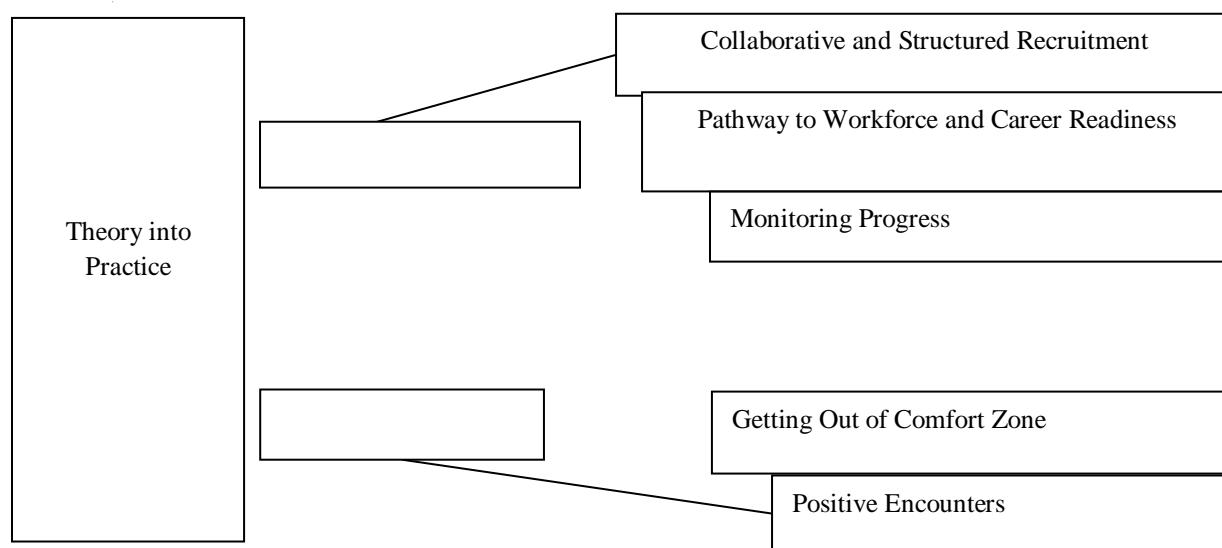 Theory into
Practice
Collaborative and Structured Recruitment
Pathway to Workforce and Career Readiness
Monitoring Progress
Getting Out of Comfort Zone
Positive Encounters